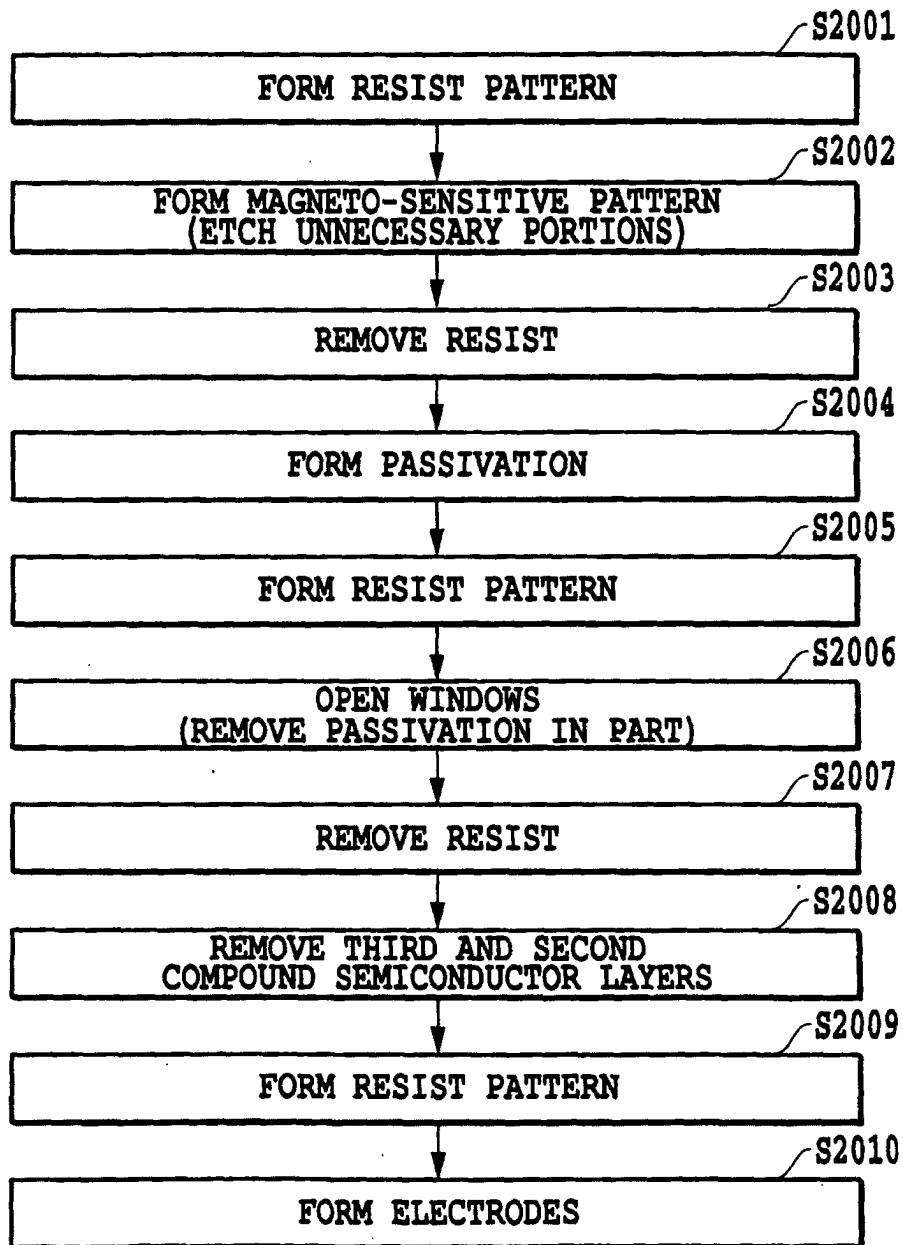 S2001
FORM RESIST PATTERN
S2002
FORM MAGNETO-SENSITIVE PATTERN
(ETCH UNNECESSARY PORTIONS)
S2003
REMOVE RESIST
S2004
FORM PASSIVATION
S2005
FORM RESIST PATTERN
S2006
OPEN WINDOWS
(REMOVE PASSIVATION IN PART)
S2007
REMOVE RESIST
S2008
REMOVE THIRD AND SECOND
COMPOUND SEMICONDUCTOR LAYERS
S2009
FORM RESIST PATTERN
S2010
FORM ELECTRODES